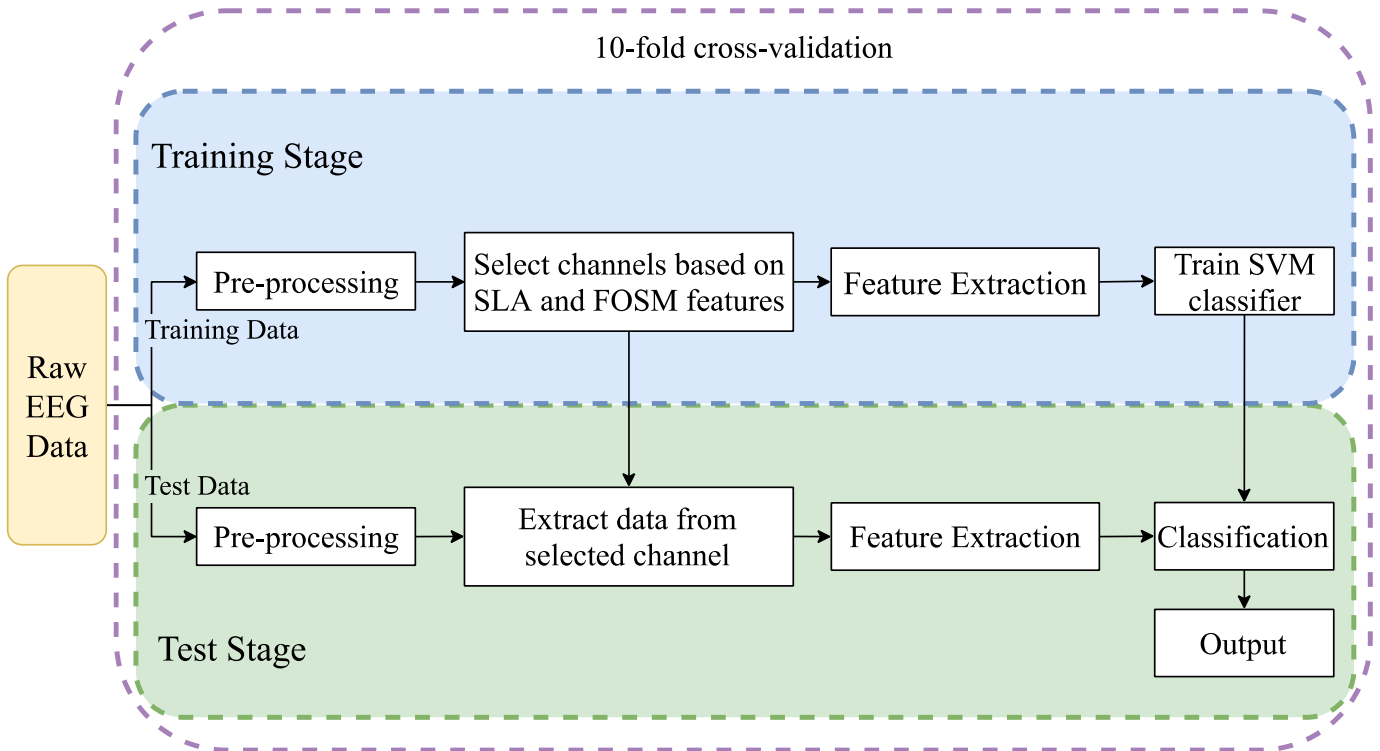 10-fold cross-validation
Training Stage
Pre-processing
Select channels based on
SLA and FOSM features
Feature Extraction
Train SVM
classifier
Training Data
Raw
EEG
Data
Test Data
Pre-processing
Extract data from
selected channel
Feature Extraction
Classification
Test Stage
Output